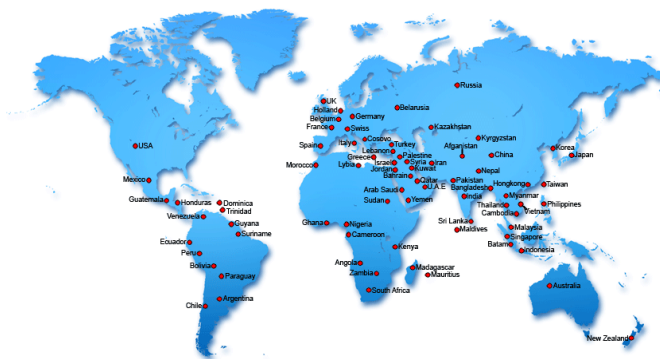 Russia
UK
Holland
Belarusia
Belgium
Germany
France
Swiss
Kazakhstan
USA
Spain
Italy
Cosovo
Turkey
Kyrgyzstan
Lebanon
Afganistan
Korea
Greece
Palestine
China
Japan
Morocco
Lybia
Israel
Syria
Iran
Jordan
Kuwait
Nepal
Mexico
Bahrain
Qatar
Pakistan
Hongkong
Taiwan
Arab Saudi
U.A.E
Bangladesh
Guatemala
Honduras
Dominica
Sudan
Yemen
India
Myanmar
Trinidad
Thailand
Vietnam
Philippines
Venezuela
Cambodia
Guyana
Ghana
Nigeria
Sri Lanka
Malaysia
Suriname
Cameroon
Maldives
Singapore
Ecuador
Kenya
Batam
Indonesia
Peru
Bolivia
Angola
Madagascar
Paraguay
Zambia
Mauritius
Australia
Argentina
South Africa
Chile
New Zealand